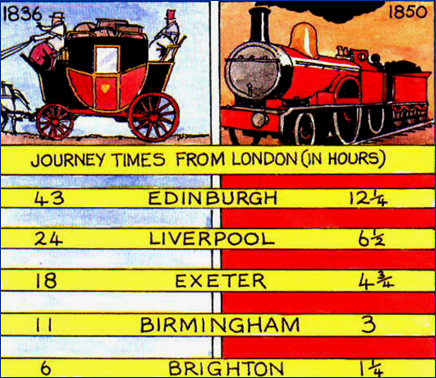 1836 1850
JOURNEY TIMES FROM LONDON (IN HOURS)
43 EDINBURGH 12¼
24 LIVERPOOL 6½
18 EXETER 4¾
11 BIRMINGHAM 3
6 BRIGHTON 1¼